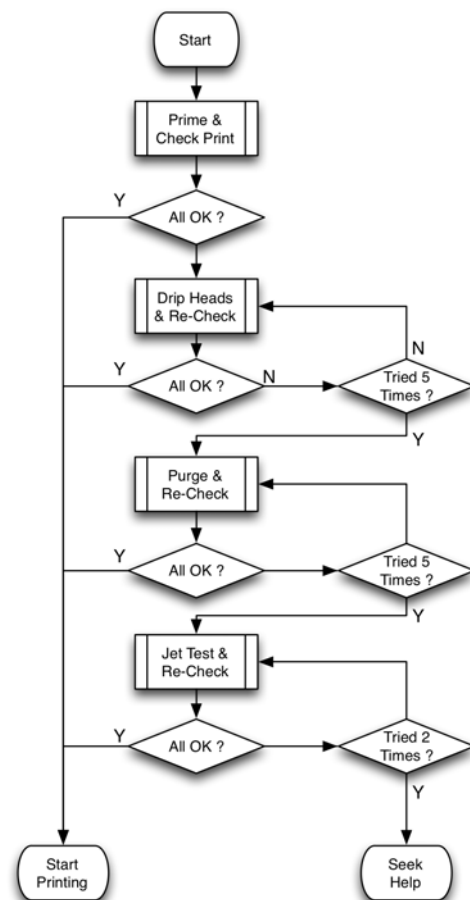 Start
Prime &
Check Print
Y
All OK ?
Drip Heads
& Re-Check
Y
All OK ?
N
N
Tried 5
Times ?
Y
Purge &
Re-Check
Y
All OK ?
Tried 5
Times ?
Y
Jet Test &
Re-Check
Y
All OK ?
Tried 2
Times ?
Y
Start
Printing
Seek
Help